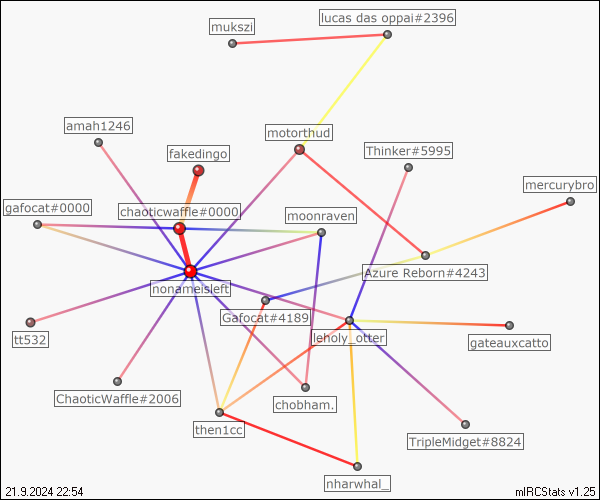 lucas das oppai#2396
mukszi
amah1246
motorthud
fakedingo
Thinker#5995
mercurybro
gafocat#0000
chaoticwaffle#0000
moonraven
Azure Reborn#4243
nonameisleft
Gafocat#4189
leholy_otter
tt532
gateauxcatto
ChaoticWaffle#2006
chobham.
then1cc
TripleMidget#8824
nharwhal_
21.9.2024 22:54
mIRCStats v1.25